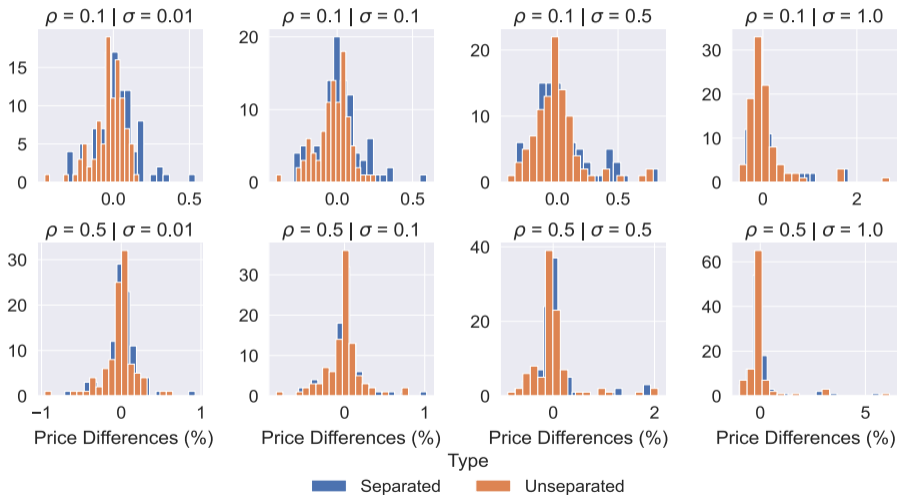 ρ = 0.1 | σ = 0.01 ρ = 0.1 | σ = 0.1 ρ = 0.1 | σ = 0.5 ρ = 0.1 | σ = 1.0
15 20 20 30
10 10 10 20
5 10
0 0 0 0
0.0 0.5 0.0 0.5 0.0 0.5 0 2
ρ = 0.5 | σ = 0.01 ρ = 0.5 | σ = 0.1 ρ = 0.5 | σ = 0.5 ρ = 0.5 | σ = 1.0
30 30 40 60
20 20 20 40
10 10 20
0 0 0 0
−1 0 1 0 1 0 2 0 5
Price Differences (%) Price Differences (%) Price Differences (%) Price Differences (%)
Type
Separated Unseparated